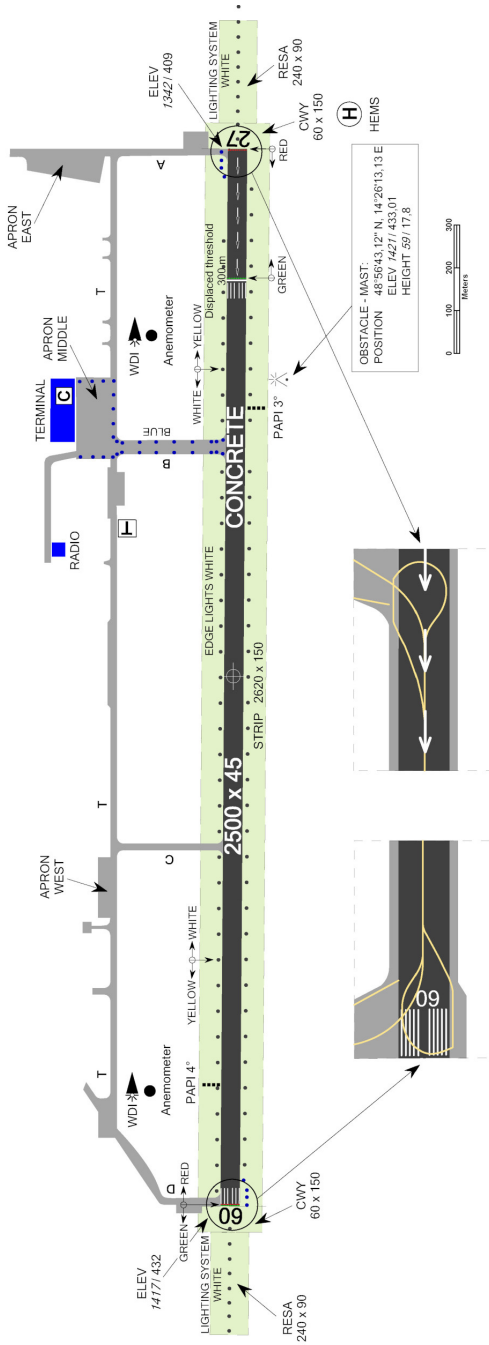 APRON
EAST
TERMINAL
C
APRON
MIDDLE
RADIO
T
T
T
T
APRON
WEST
WDI
Anemometer
WDI
Anemometer
A
B
BLUE
C
D
ELEV
1342/ 409
LIGHTING SYSTEM
WHITE
RESA
240 x 90
CWY
60 x 150
27
RED
H
HEMS
Displaced threshold
300 m
GREEN
WHITE
YELLOW
EDGE LIGHTS WHITE
CONCRETE
2500 x 45
STRIP 2620 x 150
PAPI 3°
YELLOW
WHITE
PAPI 4°
RED
GREEN
09
ELEV
1417/ 432
LIGHTING SYSTEM
WHITE
RESA
240 x 90
CWY
60 x 150
OBSTACLE - MAST:
POSITION 48°56'43,12" N, 14°26'13,13 E
ELEV 1421/ 433,01
HEIGHT 59/ 17,8
0 100 200 300
Meters
09